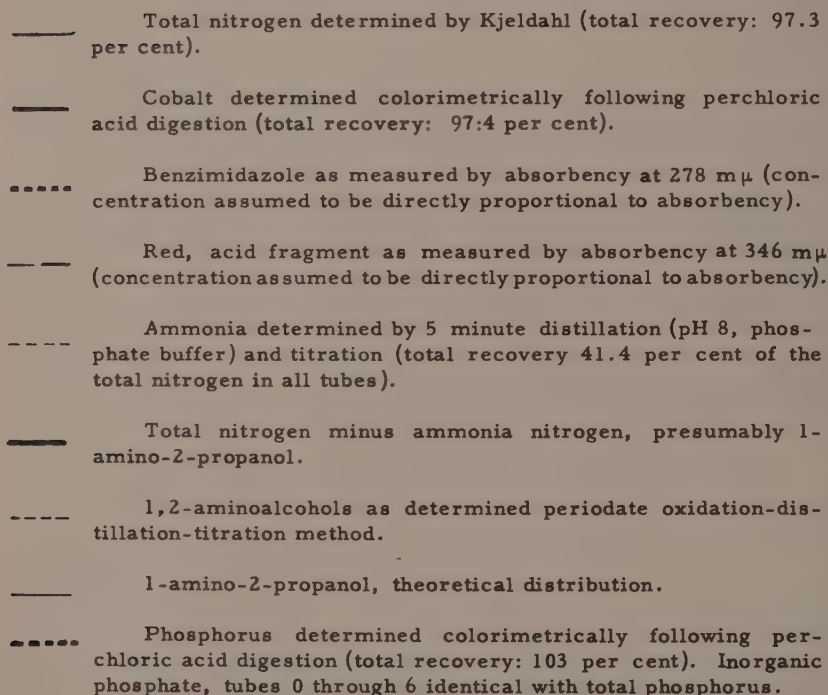 Total nitrogen determined by Kjeldahl (total recovery: 97.3
per cent).
Cobalt determined colorimetrically following perchloric
acid digestion (total recovery: 97:4 per cent).
Benzimidazole as measured by absorbency at 278 mμ (con-
centration assumed to be directly proportional to absorbency).
Red, acid fragment as measured by absorbency at 346 mμ
(concentration assumed to be directly proportional to absorbency).
Ammonia determined by 5 minute distillation (pH 8, phos-
phate buffer) and titration (total recovery 41.4 per cent of the
total nitrogen in all tubes).
Total nitrogen minus ammonia nitrogen, presumably 1-
amino-2-propanol.
1,2-aminoalcohols as determined periodate oxidation-dis-
tillation-titration method.
1-amino-2-propanol, theoretical distribution.
Phosphorus determined colorimetrically following per-
chloric acid digestion (total recovery: 103 per cent). Inorganic
phosphate, tubes 0 through 6 identical with total phosphorus.